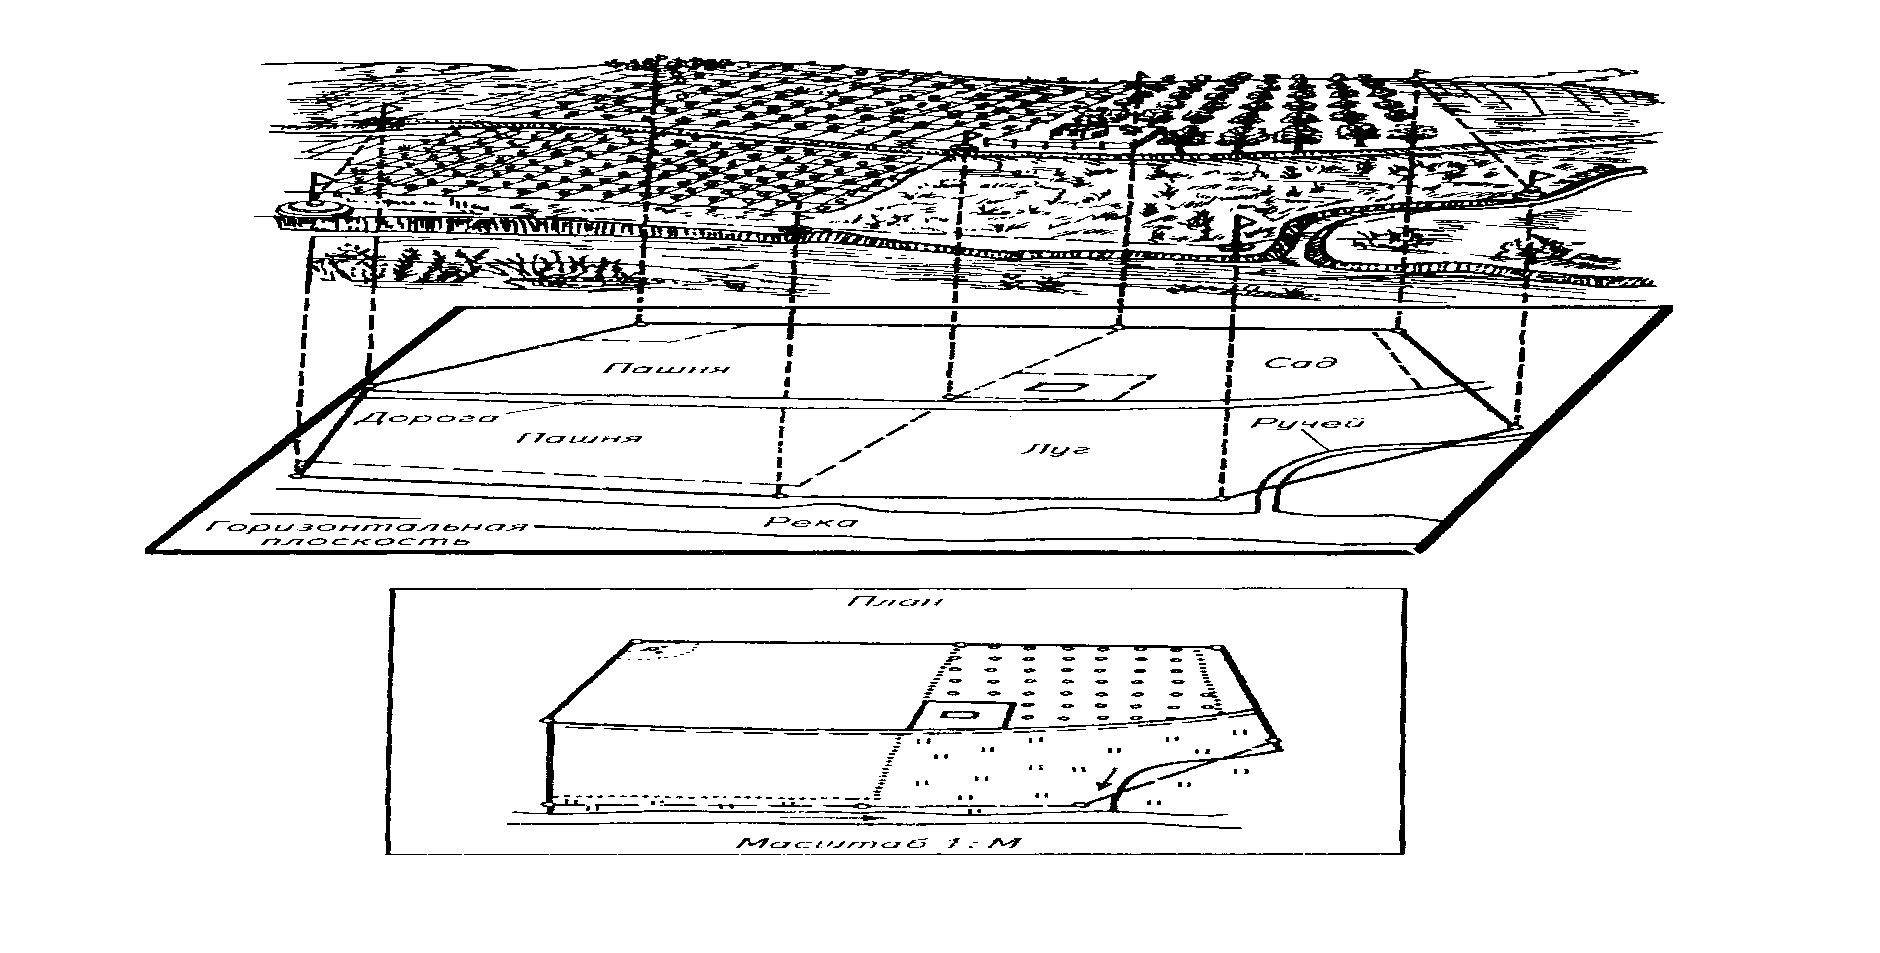 Пашня
Сад
Дорога
Пашня
Луг
Ручей
Горизонтальная
плоскость
Река
План
Масштаб 1:М